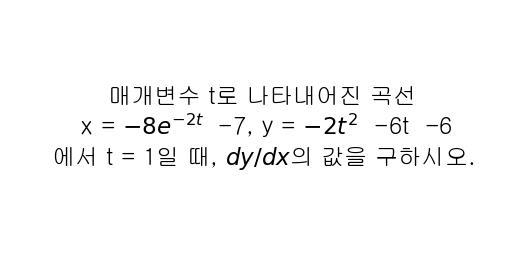 매개변수 t로 나타내어진 곡선
x = −8e⁻²ᵗ −7, y = −2t² −6t −6
에서 t = 1일 때, dy/dx의 값을 구하시오.